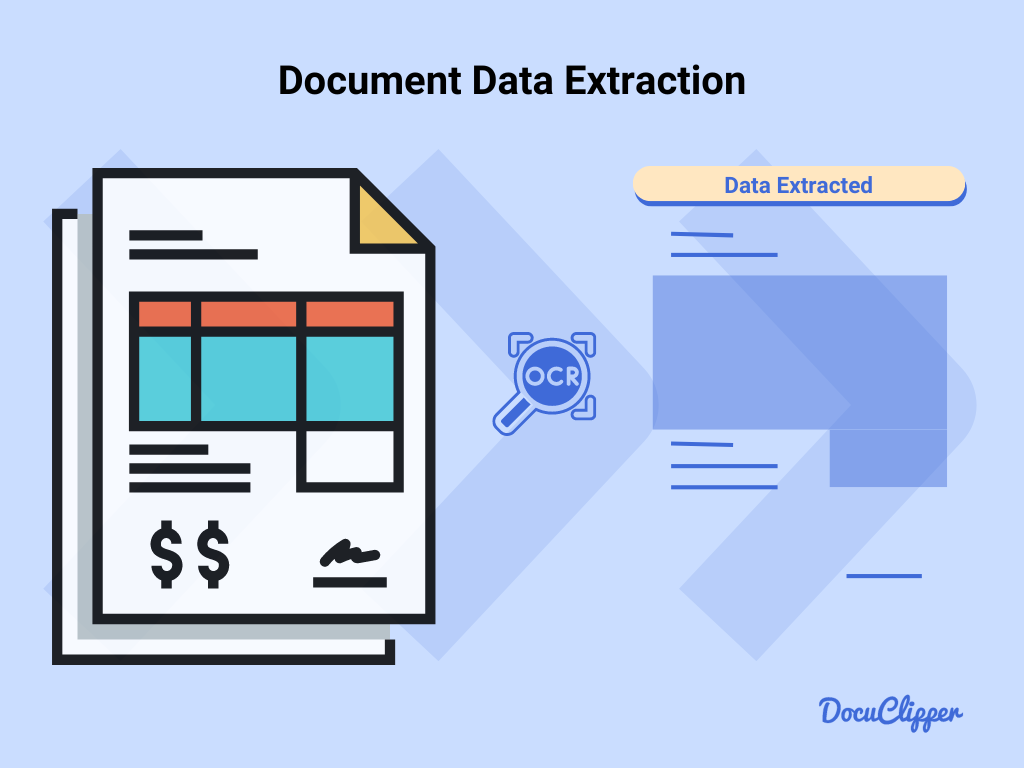 Document Data Extraction
Data Extracted
OCR
$$
DocuClipper